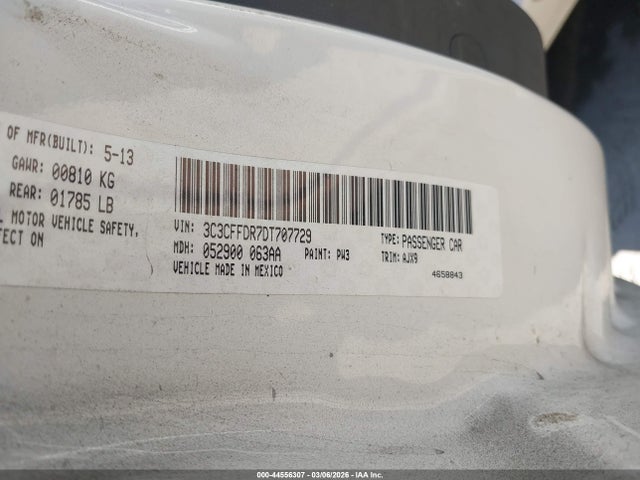 OF MFR(BUILT): 5-13
GAWR: 00810 KG
REAR: 01785 LB
MOTOR VEHICLE SAFETY,
ON
VIN: 3C3CFFDR7DT707729
TYPE: PASSENGER CAR
MDH: 052900 063AA
PAINT: PW3
TRIM: AJX9
VEHICLE MADE IN MEXICO
4658843
000-44556307 - 03/06/2026 - IAA Inc.